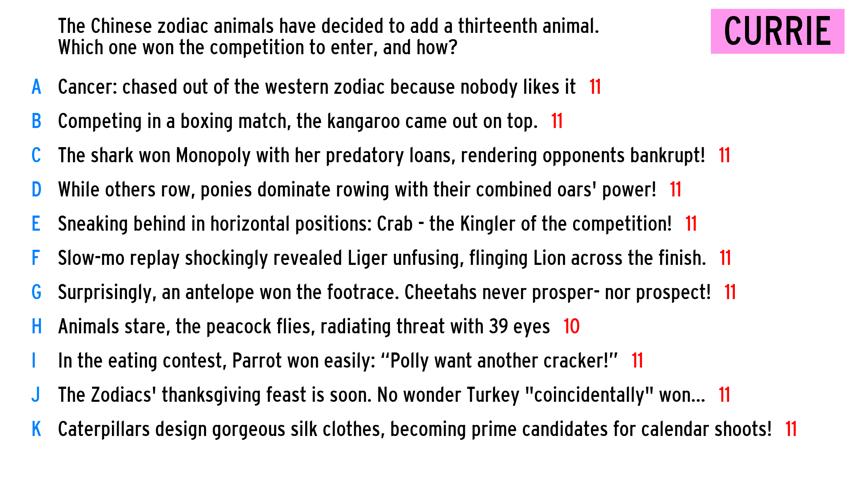 The Chinese zodiac animals have decided to add a thirteenth animal.
Which one won the competition to enter, and how?
CURRIE
A Cancer: chased out of the western zodiac because nobody likes it 11
B Competing in a boxing match, the kangaroo came out on top. 11
C The shark won Monopoly with her predatory loans, rendering opponents bankrupt! 11
D While others row, ponies dominate rowing with their combined oars' power! 11
E Sneaking behind in horizontal positions: Crab - the Kingler of the competition! 11
F Slow-mo replay shockingly revealed Liger unfusing, flinging Lion across the finish. 11
G Surprisingly, an antelope won the footrace. Cheetahs never prosper- nor prospect! 11
H Animals stare, the peacock flies, radiating threat with 39 eyes 10
I In the eating contest, Parrot won easily: “Polly want another cracker!” 11
J The Zodiacs' thanksgiving feast is soon. No wonder Turkey "coincidentally" won... 11
K Caterpillars design gorgeous silk clothes, becoming prime candidates for calendar shoots! 11